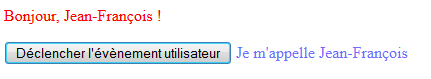 Bonjour, Jean-François !
Déclencher l'évènement utilisateur Je m'appelle Jean-François